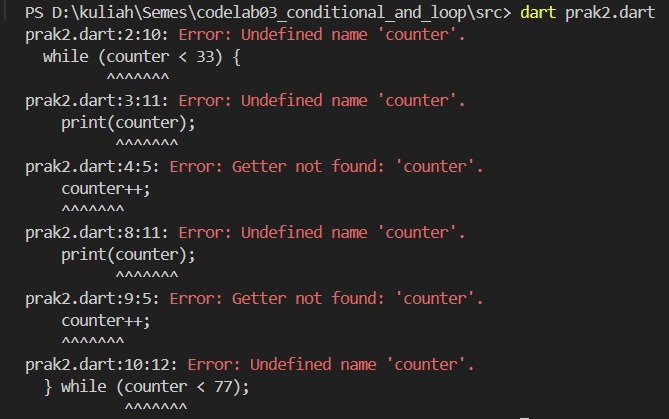 PS D:\kuliah\Semes\codelab03_conditional_and_loop\src> dart prak2.dart
prak2.dart:2:10: Error: Undefined name 'counter'.
  while (counter < 33) {
         ^^^^^^^
prak2.dart:3:11: Error: Undefined name 'counter'.
    print(counter);
          ^^^^^^^
prak2.dart:4:5: Error: Getter not found: 'counter'.
    counter++;
    ^^^^^^^
prak2.dart:8:11: Error: Undefined name 'counter'.
    print(counter);
          ^^^^^^^
prak2.dart:9:5: Error: Getter not found: 'counter'.
    counter++;
    ^^^^^^^
prak2.dart:10:12: Error: Undefined name 'counter'.
  } while (counter < 77);
           ^^^^^^^